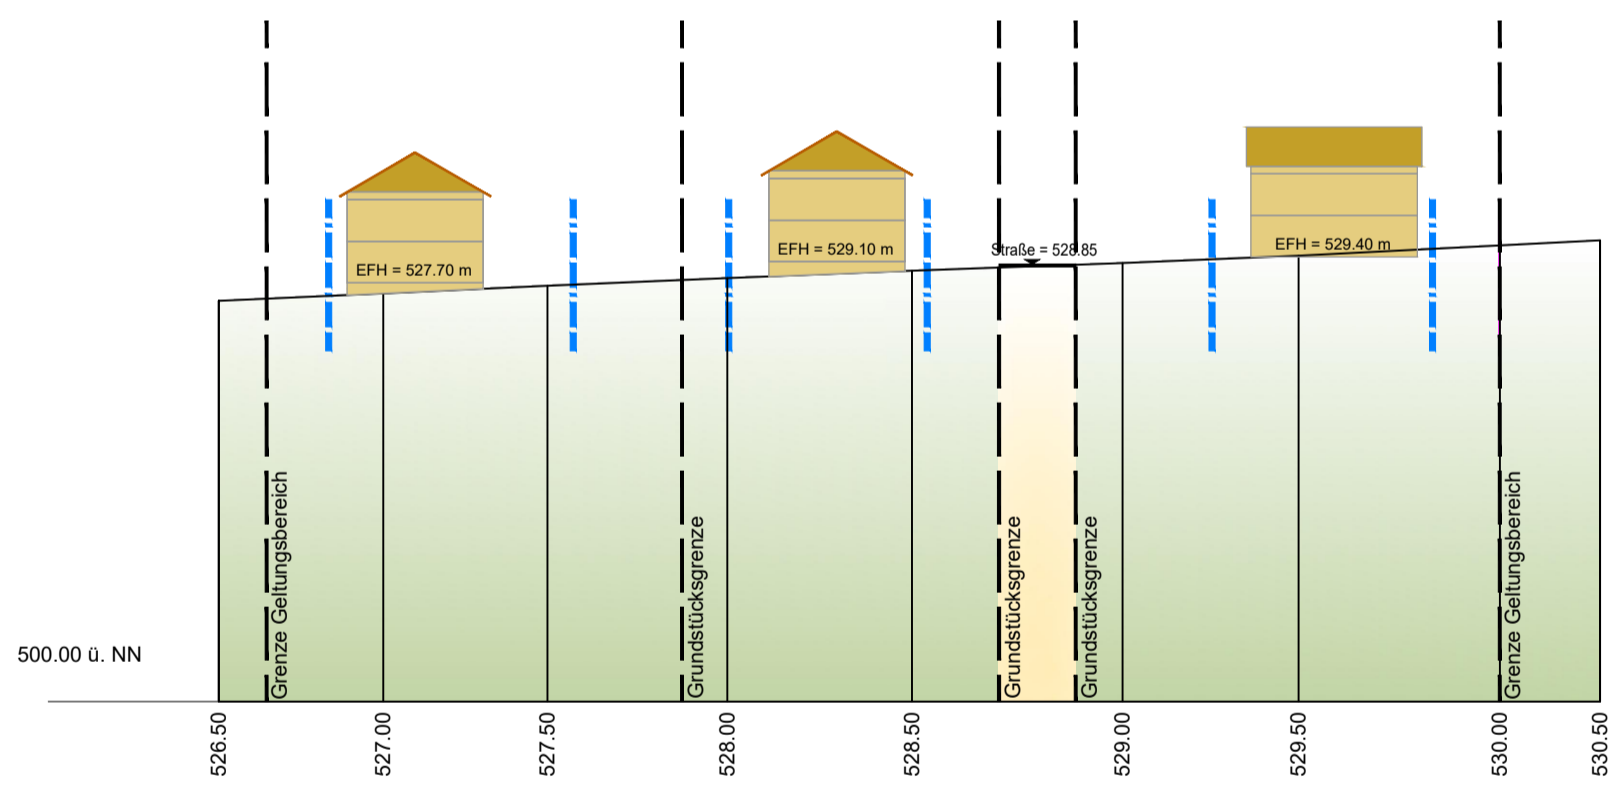 EFH = 527.70 m
EFH = 529.10 m
Straße = 528.85
EFH = 529.40 m
Grenze Geltungsbereich
Grundstücksgrenze
Grundstücksgrenze
Grundstücksgrenze
Grenze Geltungsbereich
500.00 ü. NN
526.50
527.00
527.50
528.00
528.50
529.00
529.50
530.00
530.50